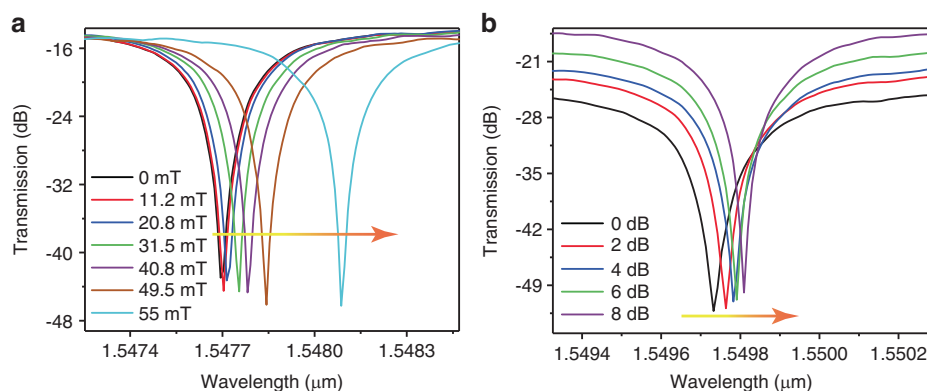 a
Transmission (dB)
-16
-24
-32
-40
-48
0 mT
11.2 mT
20.8 mT
31.5 mT
40.8 mT
49.5 mT
55 mT
1.5474
1.5477
1.5480
1.5483
Wavelength (μm)
b
Transmission (dB)
-21
-28
-35
-42
-49
0 dB
2 dB
4 dB
6 dB
8 dB
1.5494
1.5496
1.5498
1.5500
1.5502
Wavelength (μm)